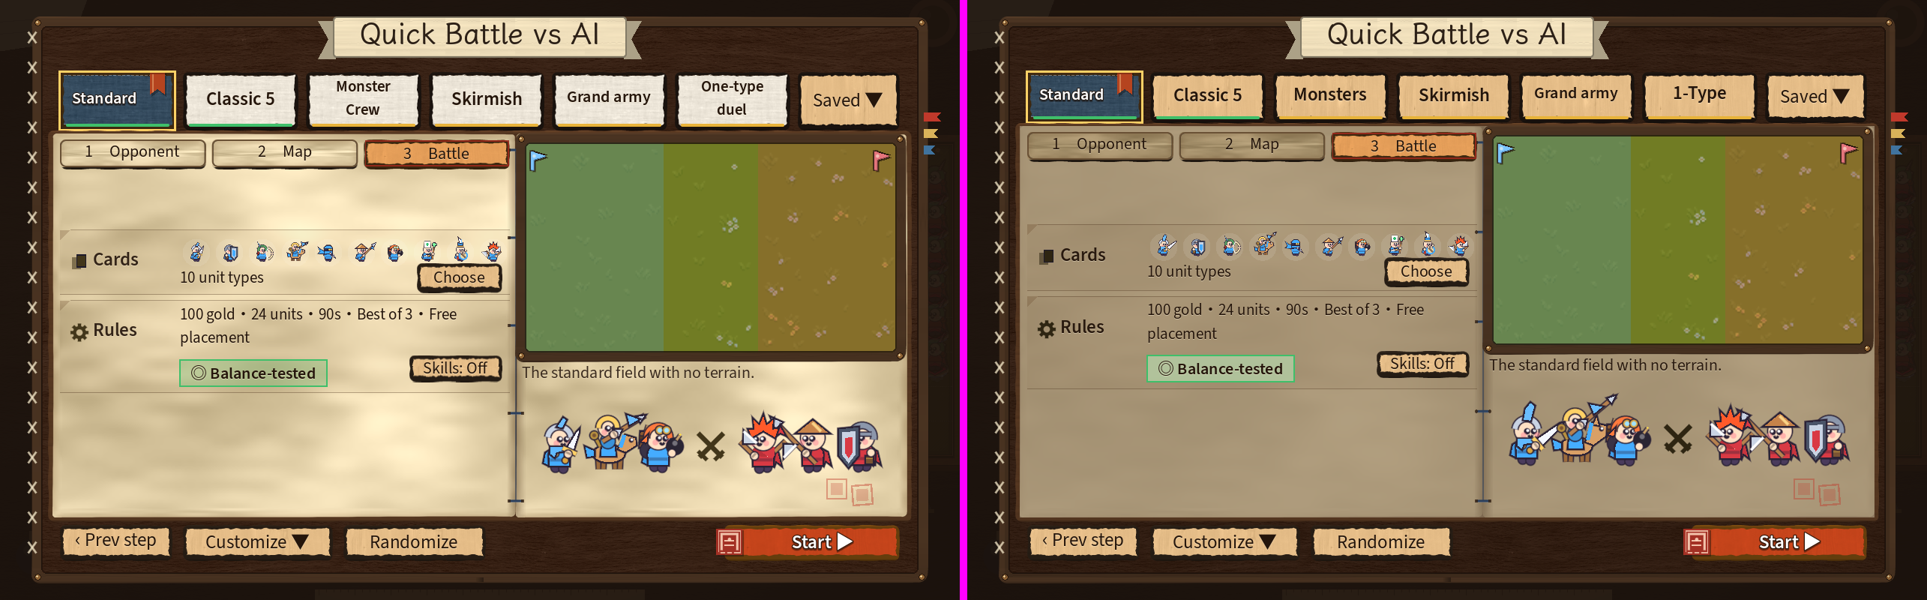 Quick Battle vs AI
Standard
Classic 5
Monster
Crew
Skirmish
Grand army
One-type
duel
Saved ▼
1 Opponent
2 Map
3 Battle
Cards
10 unit types
Choose
Rules
100 gold • 24 units • 90s • Best of 3 • Free
placement
◎ Balance-tested
Skills: Off
The standard field with no terrain.
‹ Prev step
Customize ▼
Randomize
Start ▶
Quick Battle vs AI
Standard
Classic 5
Monsters
Skirmish
Grand army
1-Type
Saved ▼
1 Opponent
2 Map
3 Battle
Cards
10 unit types
Choose
Rules
100 gold • 24 units • 90s • Best of 3 • Free
placement
◎ Balance-tested
Skills: Off
The standard field with no terrain.
‹ Prev step
Customize ▼
Randomize
Start ▶